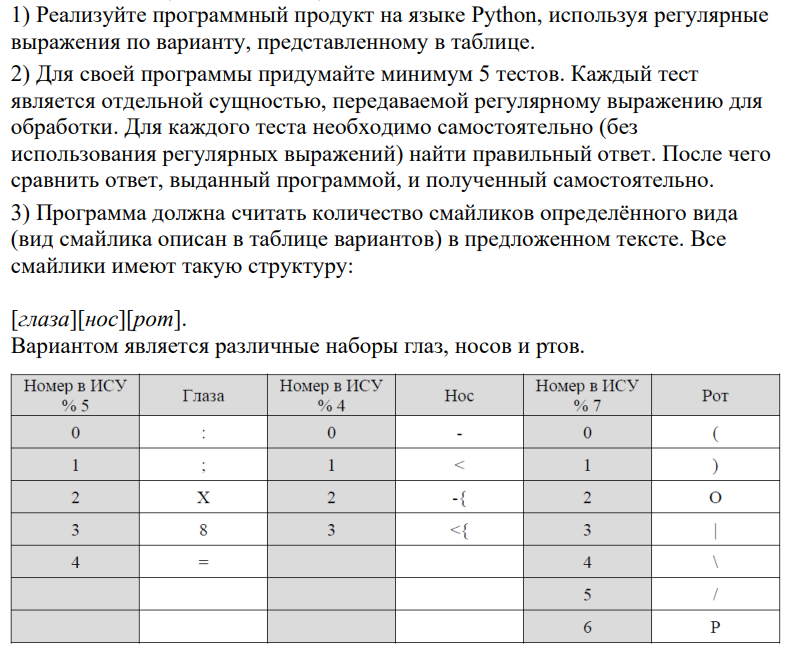 1) Реализуйте программный продукт на языке Python, используя регулярные
выражения по варианту, представленному в таблице.
2) Для своей программы придумайте минимум 5 тестов. Каждый тест
является отдельной сущностью, передаваемой регулярному выражению для
обработки. Для каждого теста необходимо самостоятельно (без
использования регулярных выражений) найти правильный ответ. После чего
сравнить ответ, выданный программой, и полученный самостоятельно.
3) Программа должна считать количество смайликов определённого вида
(вид смайлика описан в таблице вариантов) в предложенном тексте. Все
смайлики имеют такую структуру:
[глаза][нос][рот].
Вариантом является различные наборы глаз, носов и ртов.
Номер в ИСУ % 5 Глаза Номер в ИСУ % 4 Нос Номер в ИСУ % 7 Рот
0 : 0 - 0 (
1 ; 1 < 1 )
2 X 2 -{ 2 O
3 8 3 <{ 3 |
4 = 4 \
5 /
6 P